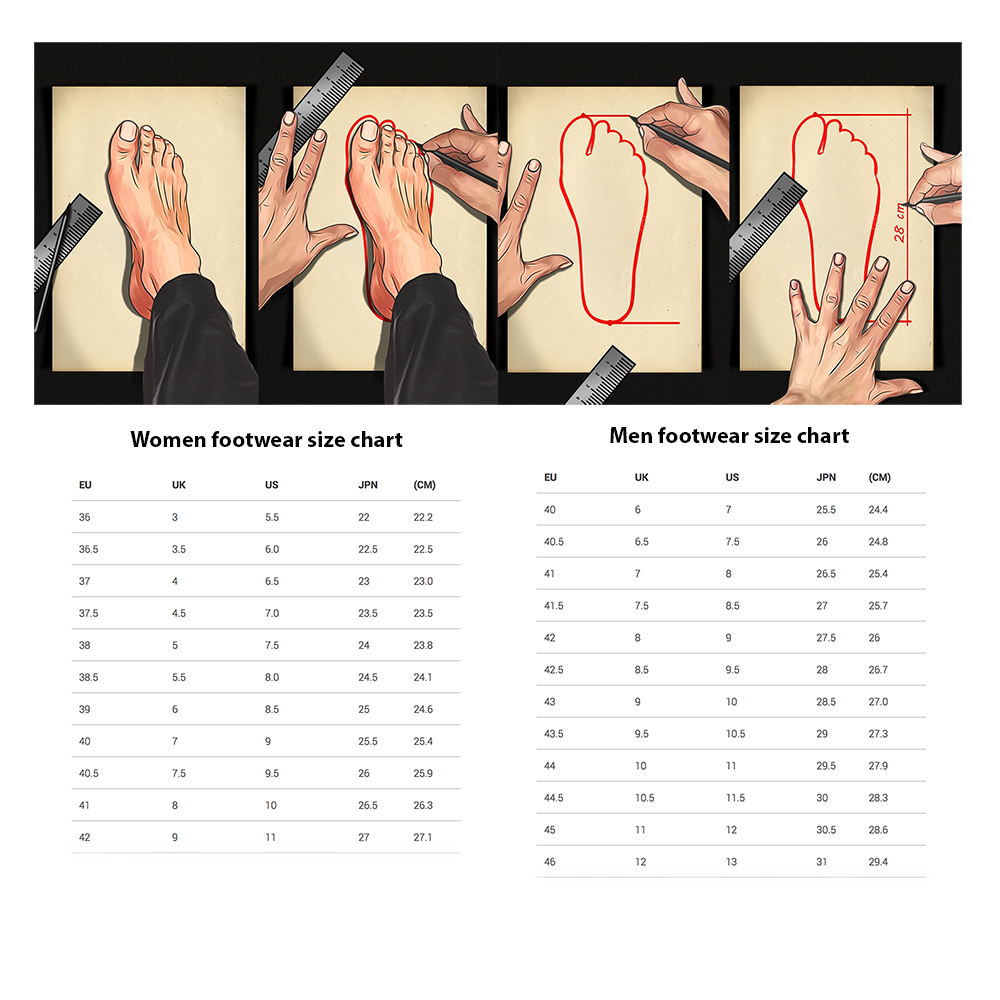 28 cm
Women footwear size chart
EU UK US JPN (CM)
36 3 5.5 22 22.2
36.5 3.5 6.0 22.5 22.5
37 4 6.5 23 23.0
37.5 4.5 7.0 23.5 23.5
38 5 7.5 24 23.8
38.5 5.5 8.0 24.5 24.1
39 6 8.5 25 24.6
40 7 9 25.5 25.4
40.5 7.5 9.5 26 25.9
41 8 10 26.5 26.3
42 9 11 27 27.1
Men footwear size chart
EU UK US JPN (CM)
40 6 7 25.5 24.4
40.5 6.5 7.5 26 24.8
41 7 8 26.5 25.4
41.5 7.5 8.5 27 25.7
42 8 9 27.5 26
42.5 8.5 9.5 28 26.7
43 9 10 28.5 27.0
43.5 9.5 10.5 29 27.3
44 10 11 29.5 27.9
44.5 10.5 11.5 30 28.3
45 11 12 30.5 28.6
46 12 13 31 29.4